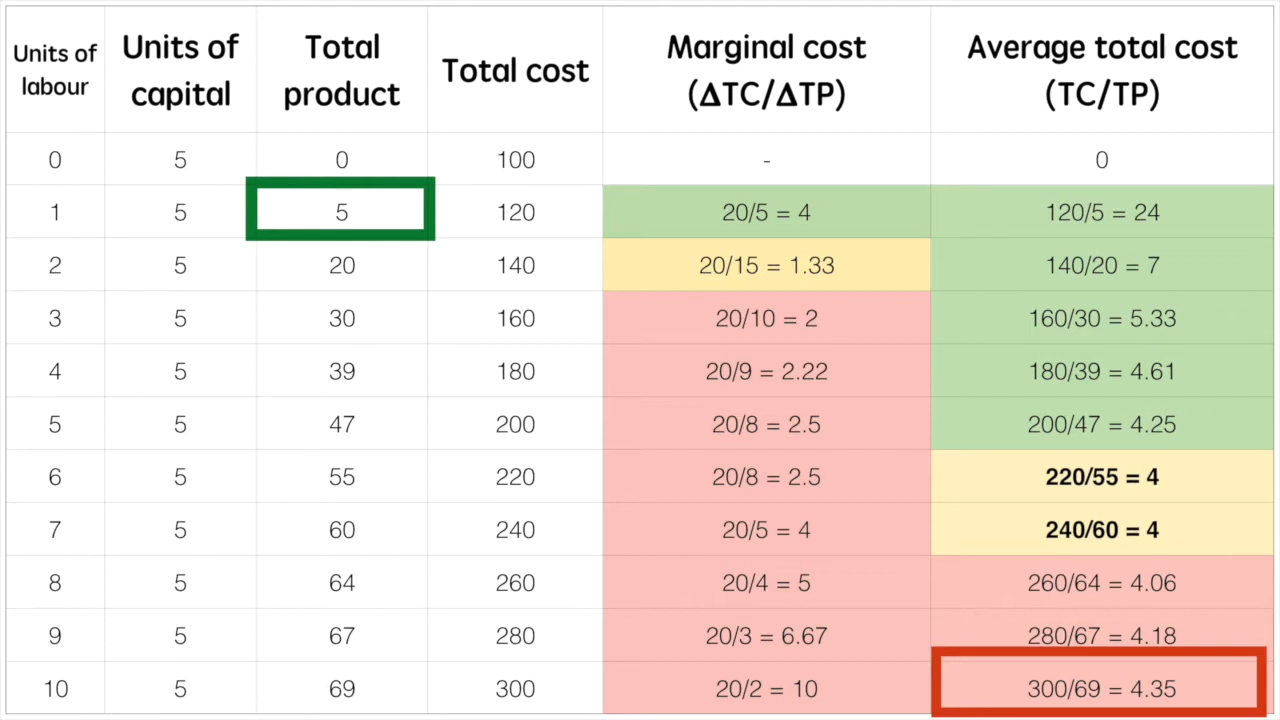 Units of labour Units of capital Total product Total cost Marginal cost (ΔTC/ΔTP) Average total cost (TC/TP)
0 5 0 100 - 0
1 5 5 120 20/5 = 4 120/5 = 24
2 5 20 140 20/15 = 1.33 140/20 = 7
3 5 30 160 20/10 = 2 160/30 = 5.33
4 5 39 180 20/9 = 2.22 180/39 = 4.61
5 5 47 200 20/8 = 2.5 200/47 = 4.25
6 5 55 220 20/8 = 2.5 220/55 = 4
7 5 60 240 20/5 = 4 240/60 = 4
8 5 64 260 20/4 = 5 260/64 = 4.06
9 5 67 280 20/3 = 6.67 280/67 = 4.18
10 5 69 300 20/2 = 10 300/69 = 4.35